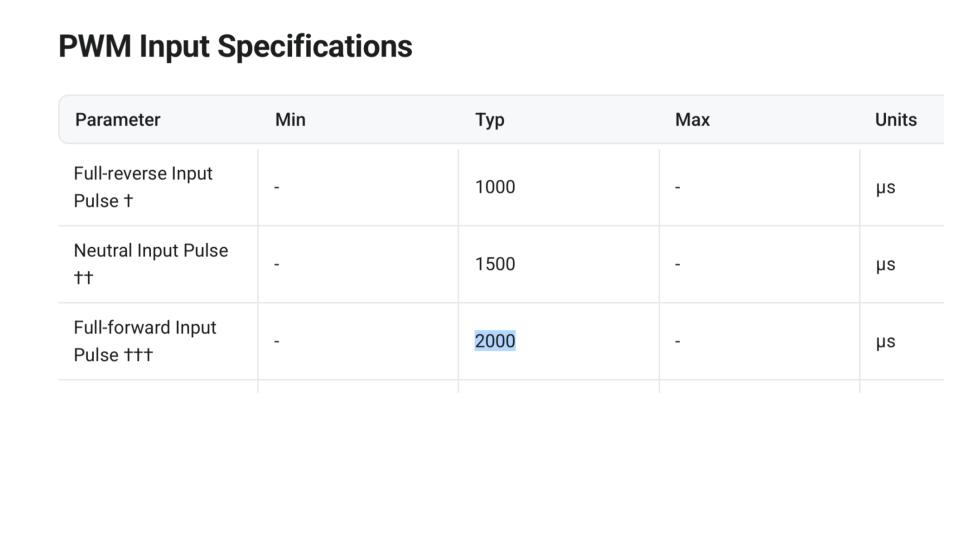 PWM Input Specifications
Parameter Min Typ Max Units
Full-reverse Input
Pulse † - 1000 - µs
Neutral Input Pulse
†† - 1500 - µs
Full-forward Input
Pulse ††† - 2000 - µs